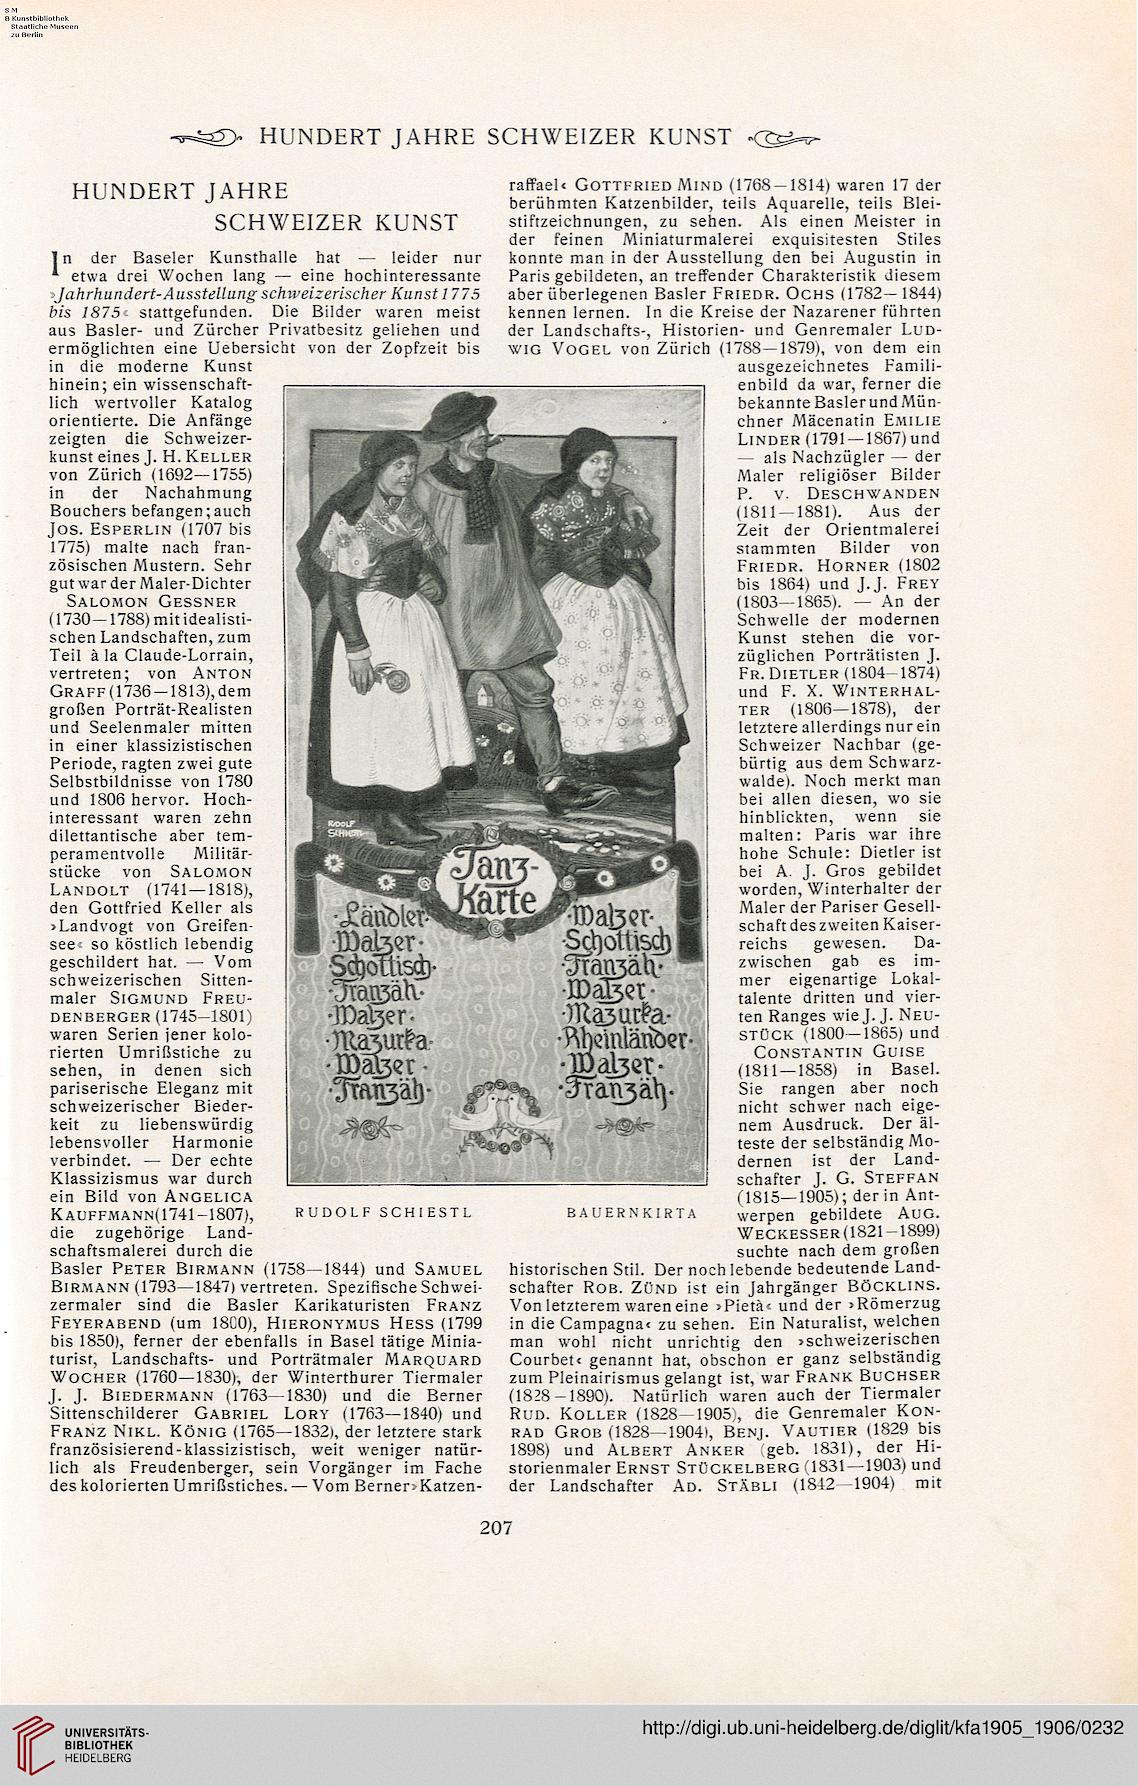 S M
B Kunstbibliothek
Staatliche Museen
zu Berlin
HUNDERT JAHRE SCHWEIZER KUNST
HUNDERT JAHRE
SCHWEIZER KUNST
In der Baseler Kunsthalle hat — leider nur
etwa drei Wochen lang — eine hochinteressante
»Jahrhundert-Ausstellung schweizerischer Kunst 1775
bis 1875« stattgefunden. Die Bilder waren meist
aus Basler- und Zürcher Privatbesitz geliehen und
ermöglichten eine Uebersicht von der Zopfzeit bis
in die moderne Kunst
hinein; ein wissenschaft-
lich wertvoller Katalog
orientierte. Die Anfänge
zeigten die Schweizer-
kunst eines J. H. KELLER
von Zürich (1692—1755)
in der Nachahmung
Bouchers befangen; auch
JOS. ESPERLIN (1707 bis
1775) malte nach fran-
zösischen Mustern. Sehr
gut war der Maler-Dichter
SALOMON GESSNER
(1730—1788) mit idealisti-
schen Landschaften, zum
Teil à la Claude-Lorrain,
vertreten; von ANTON
GRAFF (1736—1813), dem
großen Porträt-Realisten
und Seelenmaler mitten
in einer klassizistischen
Periode, ragten zwei gute
Selbstbildnisse von 1780
und 1806 hervor. Hoch-
interessant waren zehn
dilettantische aber tem-
peramentvolle Militär-
stücke von SALOMON
LANDOLT (1741—1818),
den Gottfried Keller als
»Landvogt von Greifen-
see« so köstlich lebendig
geschildert hat. — Vom
schweizerischen Sitten-
maler SIGMUND FREU-
DENBERGER (1745—1801)
waren Serien jener kolo-
rierten Umrißstiche zu
sehen, in denen sich
pariserische Eleganz mit
schweizerischer Bieder-
keit zu liebenswürdig
lebensvoller Harmonie
verbindet. — Der echte
Klassizismus war durch
ein Bild von ANGELICA
KAUFFMANN (1741–1807),
die zugehörige Land-
schaftsmalerei durch die
Basler PETER BIRMANN (1758—1844) und SAMUEL
BIRMANN (1793—1847) vertreten. Spezifische Schwei-
zermaler sind die Basler Karikaturisten FRANZ
FEYERABEND (um 1800), HIERONYMUS HESS (1799
bis 1850), ferner der ebenfalls in Basel tätige Minia-
turist, Landschafts- und Porträtmaler MARQUARD
WOCHER (1760—1830), der Winterthurer Tiermaler
J. J. BIEDERMANN (1763—1830) und die Berner
Sittenschilderer GABRIEL LORY (1763—1840) und
FRANZ NIKL. KÖNIG (1765—1832), der letztere stark
französisierend-klassizistisch, weit weniger natür-
lich als Freudenberger, sein Vorgänger im Fache
des kolorierten Umrißstiches. — Vom Berner »Katzen-
raffael« GOTTFRIED MIND (1768—1814) waren 17 der
berühmten Katzenbilder, teils Aquarelle, teils Blei-
stiftzeichnungen, zu sehen. Als einen Meister in
der feinen Miniaturmalerei exquisitesten Stiles
konnte man in der Ausstellung den bei Augustin in
Paris gebildeten, an treffender Charakteristik diesem
aber überlegenen Basler FRIEDR. OCHS (1782—1844)
kennen lernen. In die Kreise der Nazarener führten
der Landschafts-, Historien- und Genremaler LUD-
WIG VOGEL von Zürich (1788—1879), von dem ein
ausgezeichnetes Famili-
enbild da war, ferner die
bekannte Basler und Mün-
chner Mäcenatin EMILIE
LINDER (1791—1867) und
— als Nachzügler — der
Maler religiöser Bilder
P. V. DESCHWANDEN
(1811—1881). Aus der
Zeit der Orientmalerei
stammten Bilder von
FRIEDR. HORNER (1802
bis 1864) und J. J. FREY
(1803—1865). — An der
Schwelle der modernen
Kunst stehen die vor-
züglichen Porträtisten J.
FR. DIETLER (1804—1874)
und F. X. WINTERHAL-
TER (1806—1878), der
letztere allerdings nur ein
Schweizer Nachbar (ge-
bürtig aus dem Schwarz-
walde). Noch merkt man
bei allen diesen, wo sie
hinblickten, wenn sie
malten: Paris war ihre
hohe Schule: Dietler ist
bei A. J. Gros gebildet
worden, Winterhalter der
Maler der Pariser Gesell-
schaft des zweiten Kaiser-
reichs gewesen. Da-
zwischen gab es im-
mer eigenartige Lokal-
talente dritten und vier-
ten Ranges wie J. J. NEU-
STÜCK (1800—1865) und
CONSTANTIN GUISE
(1811—1858) in Basel.
Sie rangen aber noch
nicht schwer nach eige-
nem Ausdruck. Der äl-
teste der selbständig Mo-
dernen ist der Land-
schafter J. G. STEFFAN
(1815—1905); der in Ant-
werpen gebildete AUG.
WECKESSER (1821—1899)
suchte nach dem großen
historischen Stil. Der noch lebende bedeutende Land-
schafter ROB. ZÜND ist ein Jahrgänger BÖCKLINS.
Von letzterem waren eine »Pietà« und der »Römerzug
in die Campagna« zu sehen. Ein Naturalist, welchen
man wohl nicht unrichtig den »schweizerischen
Courbet« genannt hat, obschon er ganz selbständig
zum Pleinairismus gelangt ist, war FRANK BUCHSER
(1828—1890). Natürlich waren auch der Tiermaler
RUD. KOLLER (1828—1905), die Genremaler KON-
RAD GROB (1828—1904), BENJ. VAUTIER (1829 bis
1898) und ALBERT ANKER (geb. 1831), der Hi-
storienmaler ERNST STÜCKELBERG (1831—1903) und
der Landschafter AD. STÄBLI (1842—1904) mit
RUDOLF
SCHIESTL
Tanz-
Karte
·Ländler·
·Walzer·
·Schottisch·
·Franzäh·
·Walzer·
·Mazurka·
·Walzer·
·Franzäh·
·Walzer·
·Schottisch
·Franzäh·
·Walzer·
·Mazurka·
·Rheinländer·
·Walzer·
·Franzäh·
RUDOLF SCHIESTL
BAUERNKIRTA
207
UNIVERSITÄTS-
BIBLIOTHEK
HEIDELBERG
http://digi.ub.uni-heidelberg.de/diglit/kfa1905_1906/0232